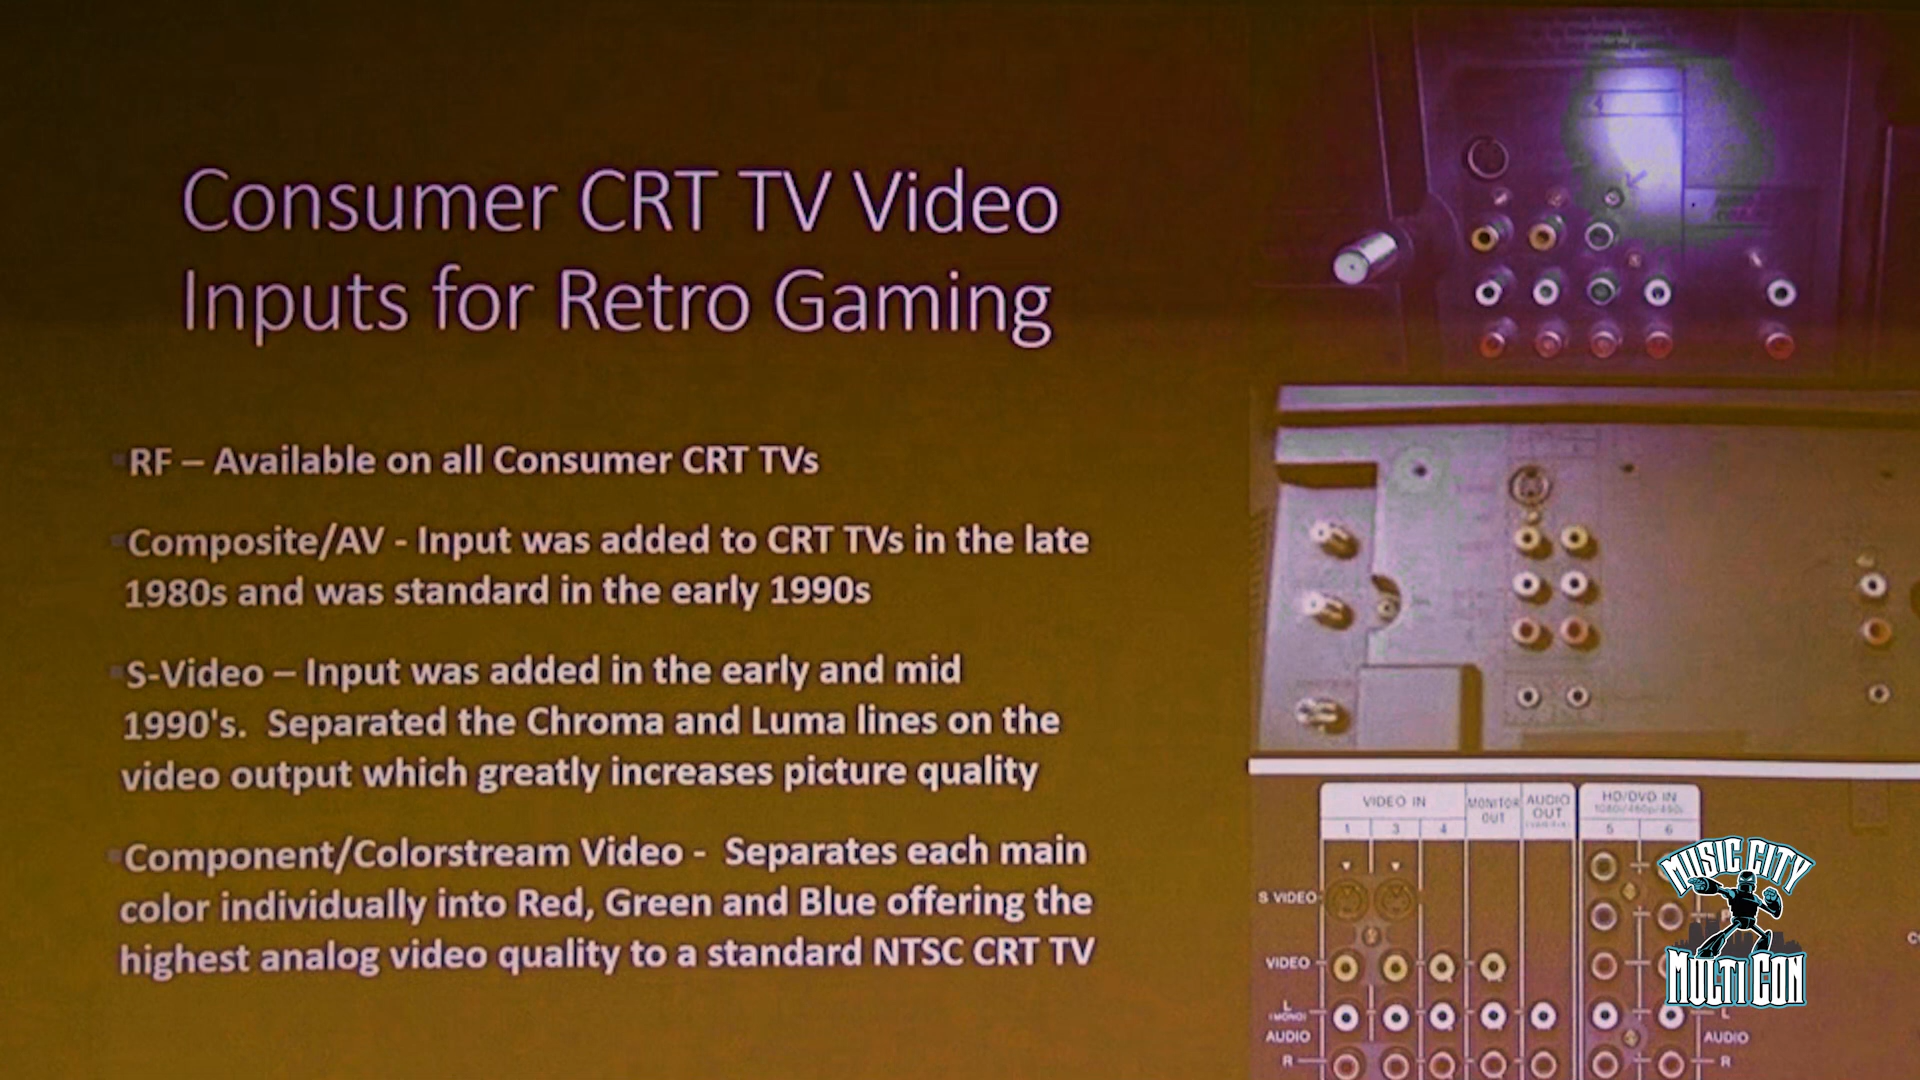 Consumer CRT TV Video
Inputs for Retro Gaming
RF – Available on all Consumer CRT TVs
Composite/AV - Input was added to CRT TVs in the late
1980s and was standard in the early 1990s
S-Video – Input was added in the early and mid
1990's. Separated the Chroma and Luma lines on the
video output which greatly increases picture quality
Component/Colorstream Video - Separates each main
color individually into Red, Green and Blue offering the
highest analog video quality to a standard NTSC CRT TV
VIDEO IN
MONITOR
OUT
AUDIO
OUT
HD/DVD IN
1080i/480p/480i
1 3 4
5 6
S VIDEO
VIDEO
L
(MONO)
AUDIO
R
L
AUDIO
R
MUSIC CITY
MULTI CON